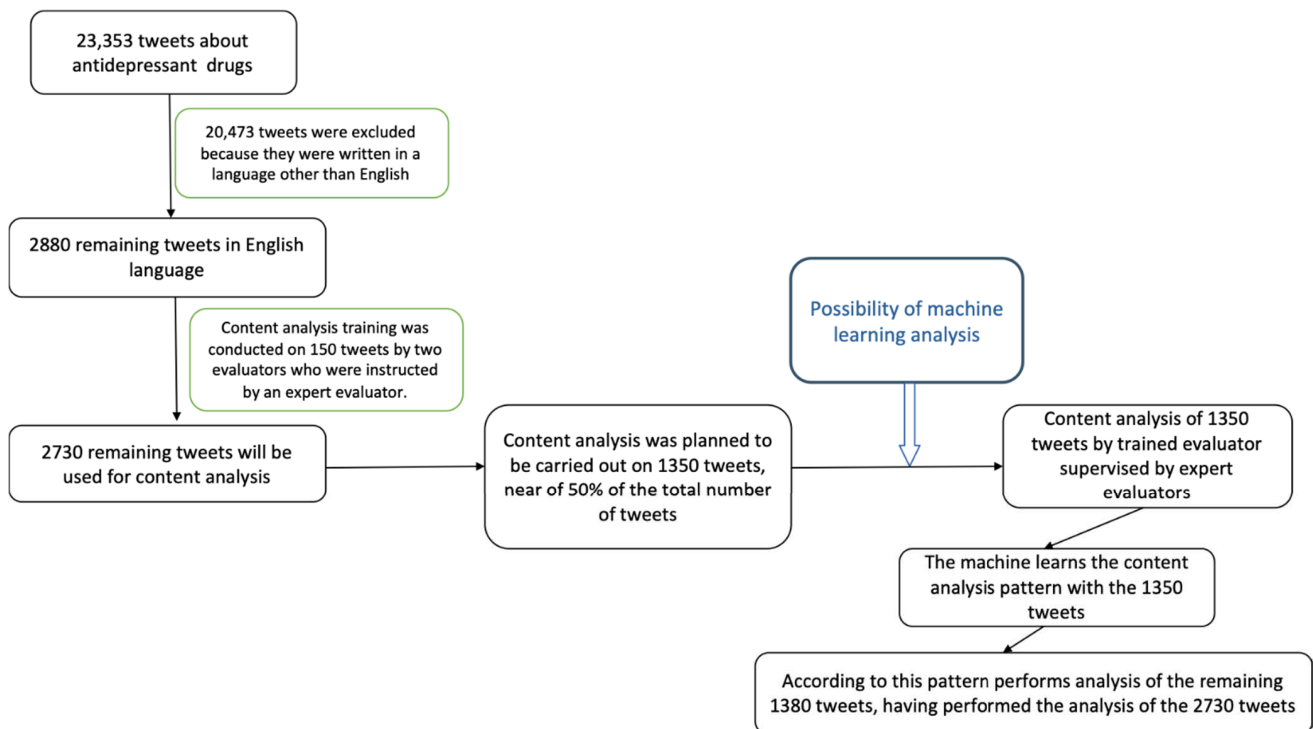 23,353 tweets about
antidepressant drugs
20,473 tweets were excluded
because they were written in a
language other than English
2880 remaining tweets in English
language
Content analysis training was
conducted on 150 tweets by two
evaluators who were instructed
by an expert evaluator.
2730 remaining tweets will be
used for content analysis
Content analysis was planned to
be carried out on 1350 tweets,
near of 50% of the total number
of tweets
Possibility of machine
learning analysis
Content analysis of 1350
tweets by trained evaluator
supervised by expert
evaluators
The machine learns the content
analysis pattern with the 1350
tweets
According to this pattern performs analysis of the remaining
1380 tweets, having performed the analysis of the 2730 tweets